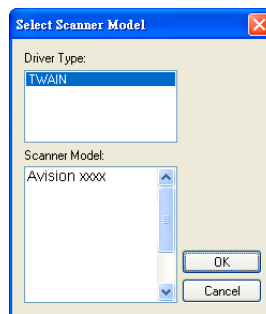 Select Scanner Model
Driver Type:
TWAIN
Scanner Model:
Avision xxxx
OK
Cancel